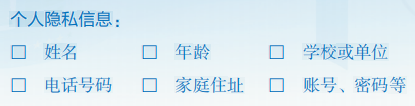 个人隐私信息：
□ 姓名 □ 年龄 □ 学校或单位
□ 电话号码 □ 家庭住址 □ 账号、密码等